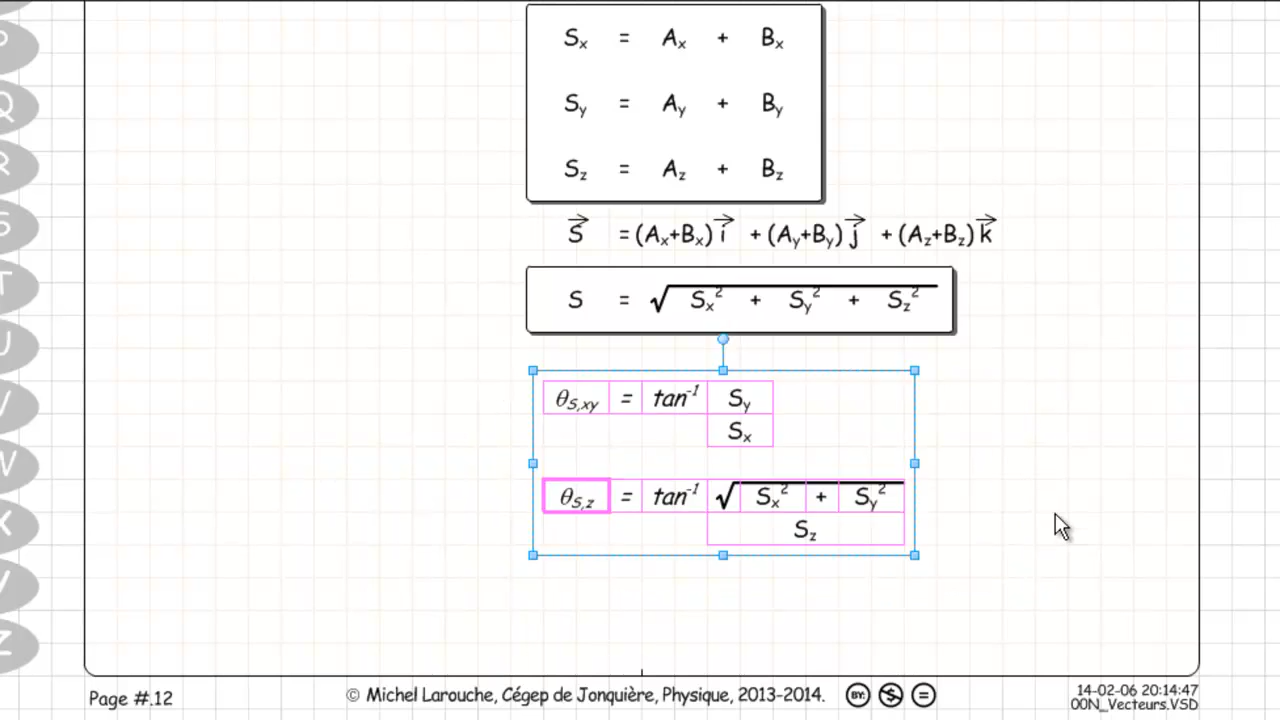 P
Q
R
S
T
U
V
W
X
Y
Z
Sx = Ax + Bx
Sy = Ay + By
Sz = Az + Bz
S⃗ = (Ax+Bx) i⃗ + (Ay+By) j⃗ + (Az+Bz) k⃗
S = √ Sx² + Sy² + Sz²
θS,xy = tan⁻¹ Sy
Sx
θS,z = tan⁻¹ √ Sx² + Sy²
Sz
Page #.12
© Michel Larouche, Cégep de Jonquière, Physique, 2013-2014.
BY: $ =
14-02-06 20:14:47
00N_Vecteurs.VSD